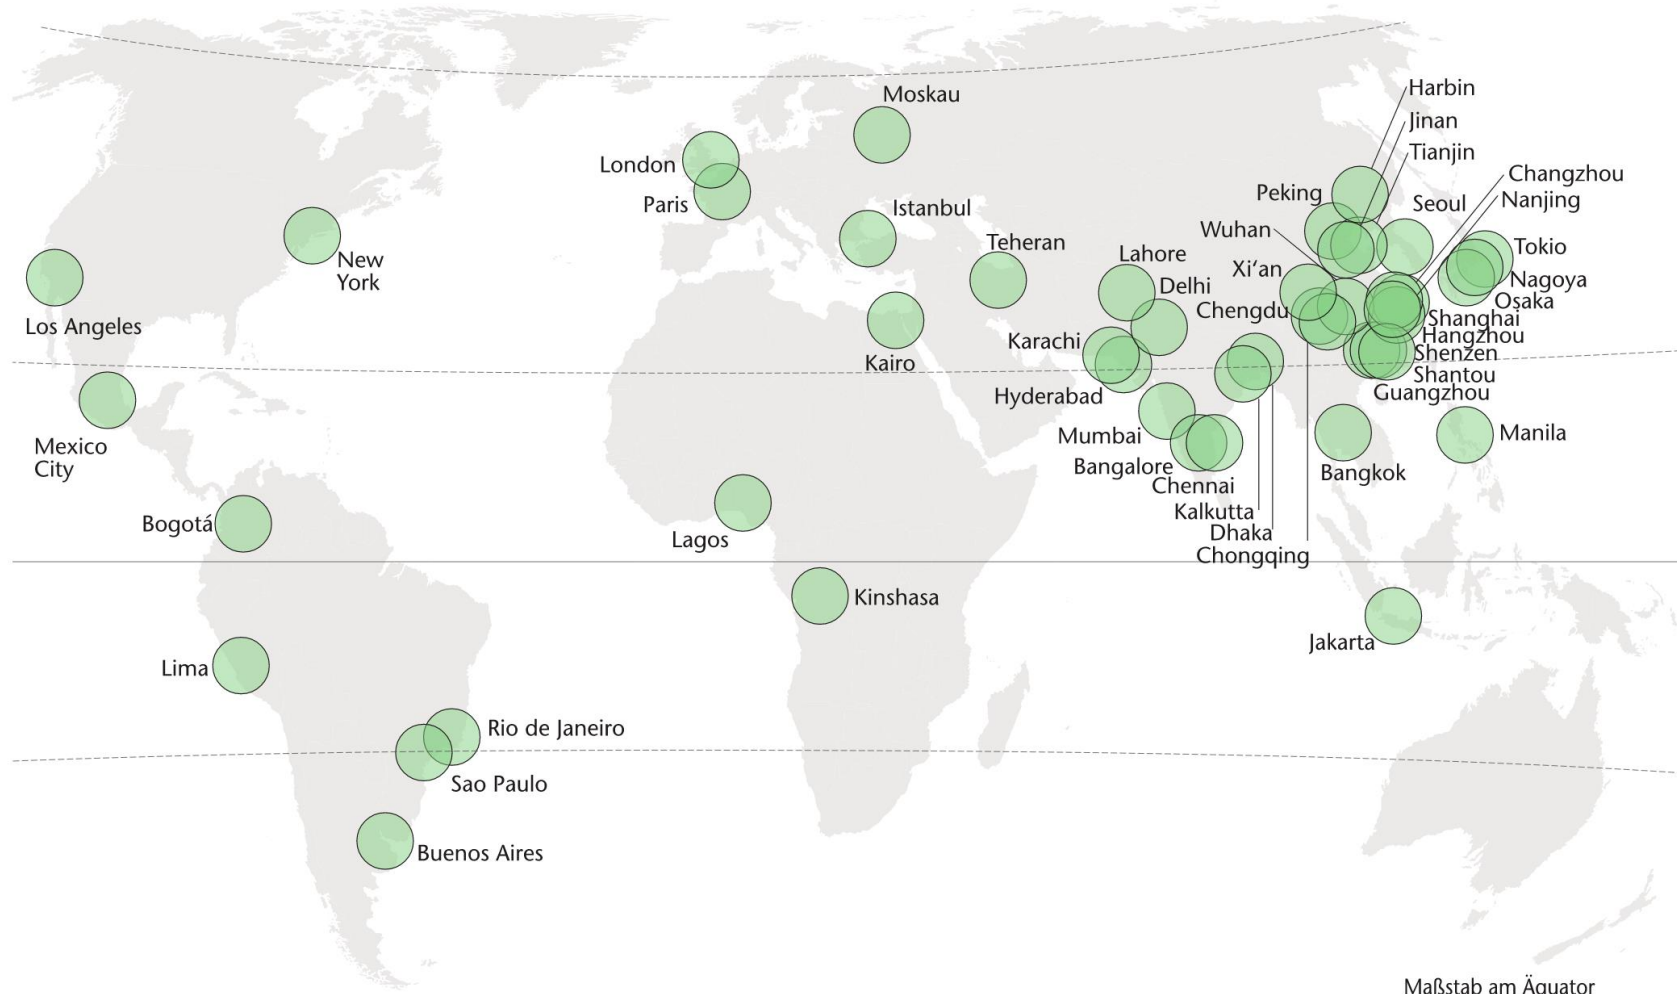 Harbin
Jinan
Tianjin
Changzhou
Nanjing
Seoul
Peking
Wuhan
Xi‘an
Chengdu
Tokio
Nagoya
Osaka
Shanghai
Hangzhou
Shenzen
Shantou
Guangzhou
Moskau
London
Paris
Istanbul
Teheran
Lahore
Delhi
Karachi
Hyderabad
Kairo
New
York
Los Angeles
Mexico
City
Mumbai
Bangalore
Chennai
Kalkutta
Dhaka
Chongqing
Bangkok
Manila
Bogotá
Lagos
Kinshasa
Jakarta
Lima
Rio de Janeiro
Sao Paulo
Buenos Aires
Maßstab am Äquator